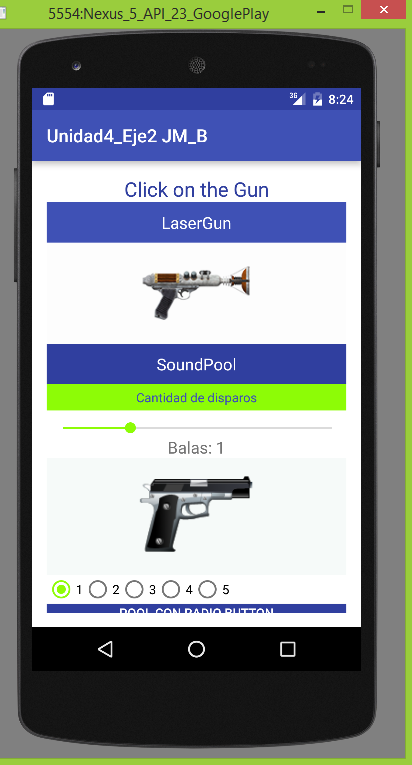 5554:Nexus_5_API_23_GooglePlay
3G 8:24
Unidad4_Eje2 JM_B
Click on the Gun
LaserGun
SoundPool
Cantidad de disparos
Balas: 1
1 2 3 4 5
POOL CON RADIO BUTTON